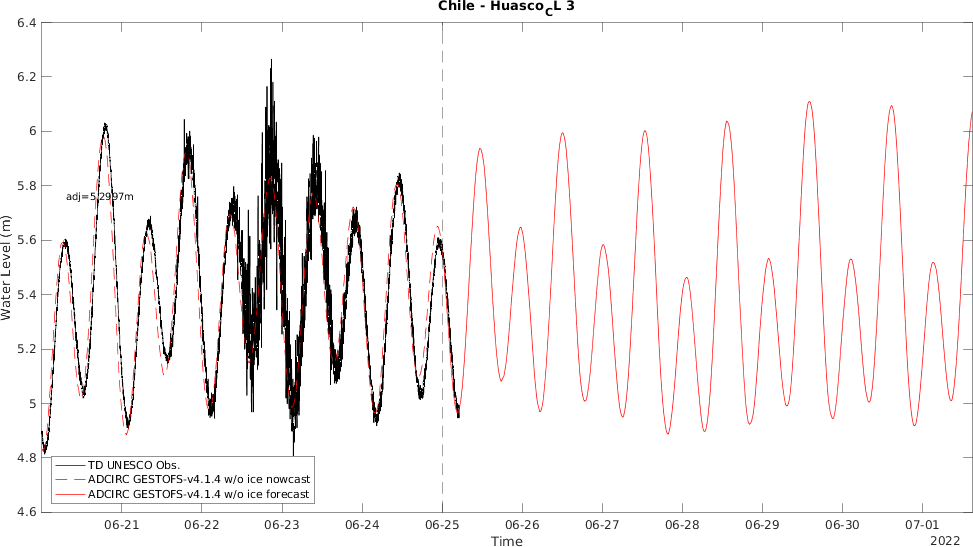 Chile - Huasco_CL 3
6.4
6.2
6
5.8
5.6
5.4
5.2
5
4.8
4.6
Water Level (m)
adj=5.2997m
TD UNESCO Obs.
ADCIRC GESTOFS-v4.1.4 w/o ice nowcast
ADCIRC GESTOFS-v4.1.4 w/o ice forecast
06-21 06-22 06-23 06-24 06-25 06-26 06-27 06-28 06-29 06-30 07-01
Time
2022